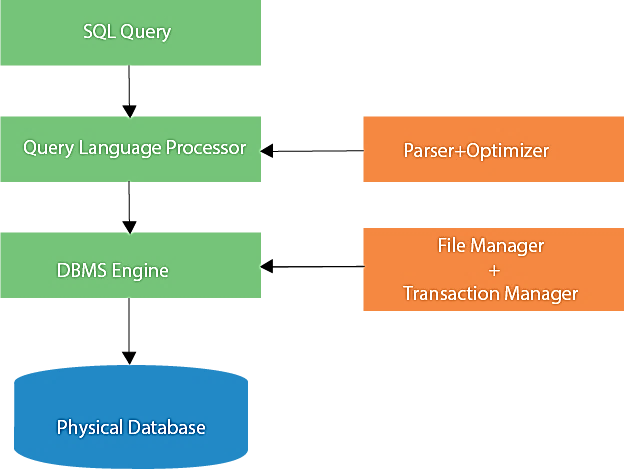 SQL Query
Query Language Processor
Parser+Optimizer
DBMS Engine
File Manager
+
Transaction Manager
Physical Database